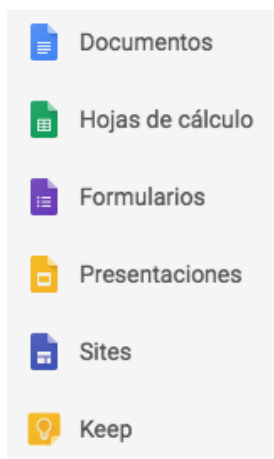 Documentos
Hojas de cálculo
Formularios
Presentaciones
Sites
Keep